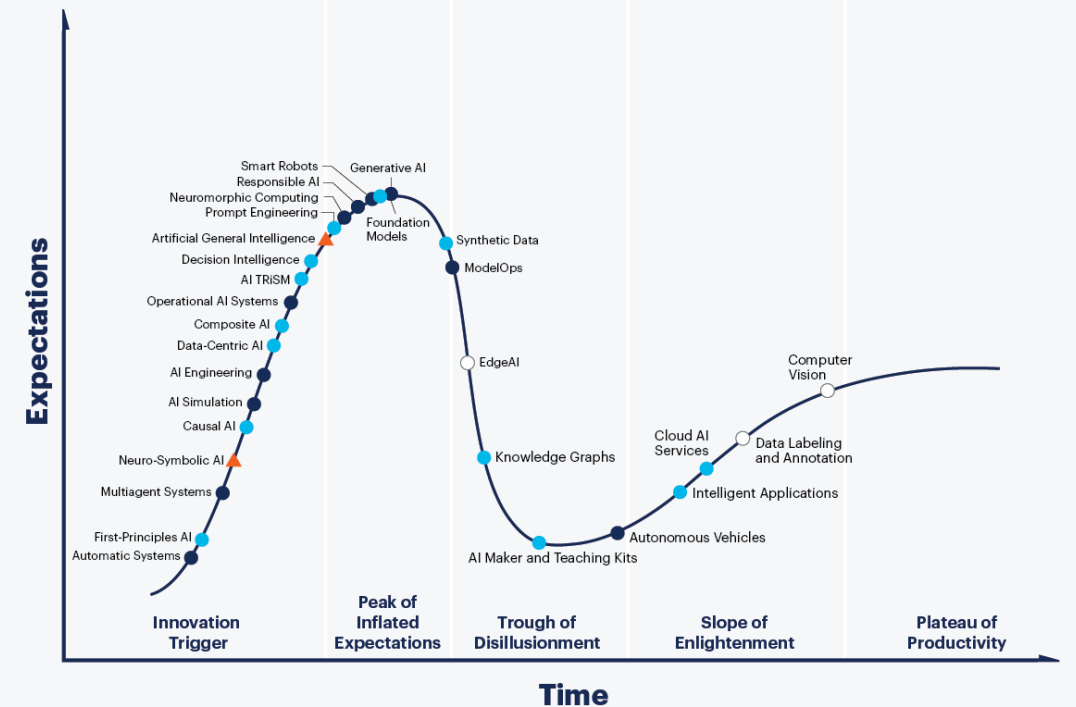 Expectations
Smart Robots
Generative AI
Responsible AI
Neuromorphic Computing
Prompt Engineering
Foundation
Models
Artificial General Intelligence
Synthetic Data
Decision Intelligence
ModelOps
AI TRiSM
Operational AI Systems
Composite AI
Data-Centric AI
EdgeAI
Computer
Vision
AI Engineering
AI Simulation
Causal AI
Cloud AI
Services
Data Labeling
and Annotation
Neuro-Symbolic AI
Knowledge Graphs
Multiagent Systems
Intelligent Applications
First-Principles AI
Autonomous Vehicles
Automatic Systems
AI Maker and Teaching Kits
Innovation
Trigger
Peak of
Inflated
Expectations
Trough of
Disillusionment
Slope of
Enlightenment
Plateau of
Productivity
Time